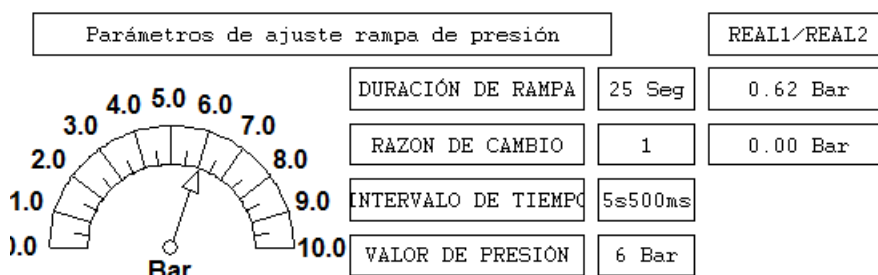 Parámetros de ajuste rampa de presión
REAL1/REAL2
DURACIÓN DE RAMPA
25 Seg
0.62 Bar
RAZON DE CAMBIO
1
0.00 Bar
INTERVALO DE TIEMPO
5s500ms
VALOR DE PRESIÓN
6 Bar
0.0
1.0
2.0
3.0
4.0
5.0
6.0
7.0
8.0
9.0
10.0
Bar